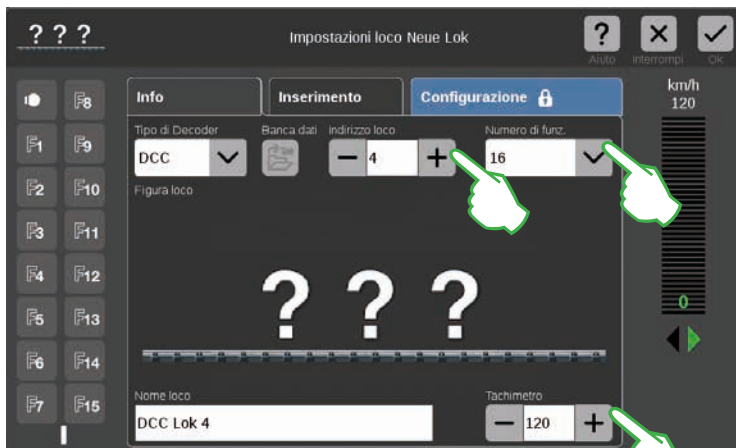 ? ? ?
Impostazioni loco Neue Lok
?
Aiuto
Interrompi
Ok
km/h
120
F8
F1
F9
F2
F10
F3
F11
F4
F12
F5
F13
F6
F14
F7
F15
Info
Inserimento
Configurazione
Tipo di Decoder
Banca dati
Indirizzo loco
Numero di funz.
DCC
4
16
Figura loco
? ? ?
0
Nome loco
Tachimetro
DCC Lok 4
120